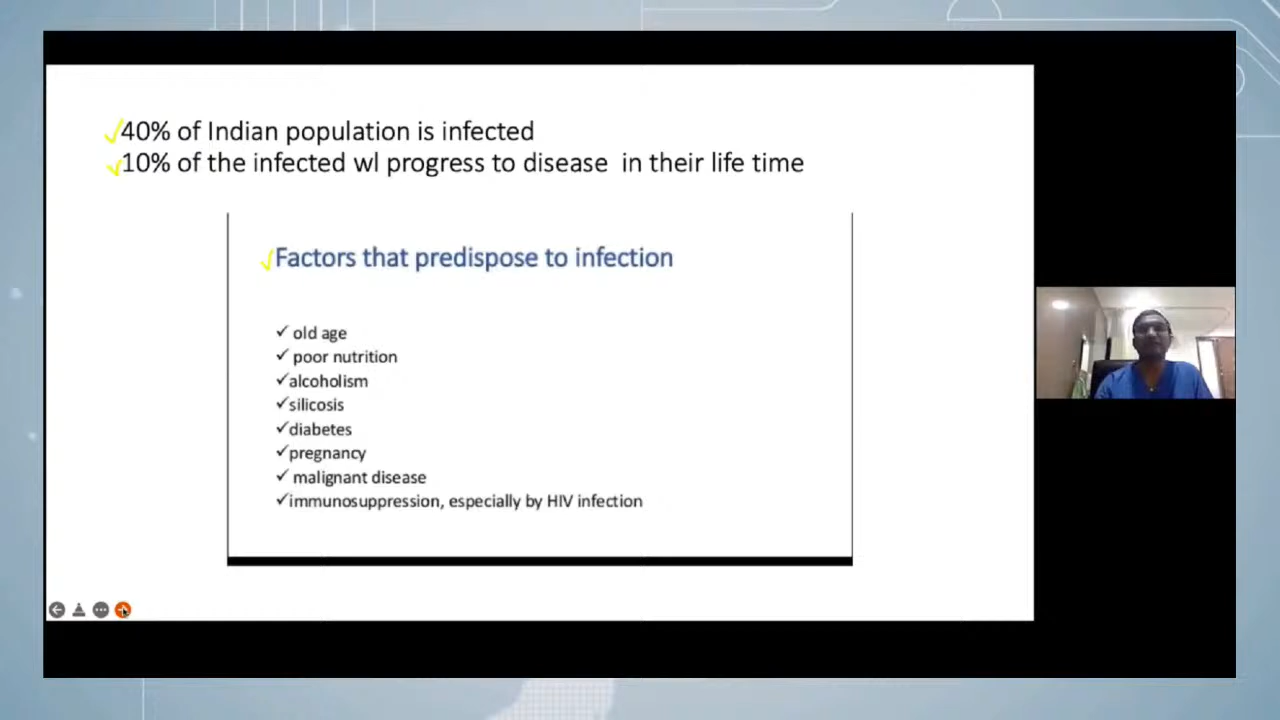 40% of Indian population is infected
10% of the infected wl progress to disease in their life time
Factors that predispose to infection
old age
poor nutrition
alcoholism
silicosis
diabetes
pregnancy
malignant disease
immunosuppression, especially by HIV infection